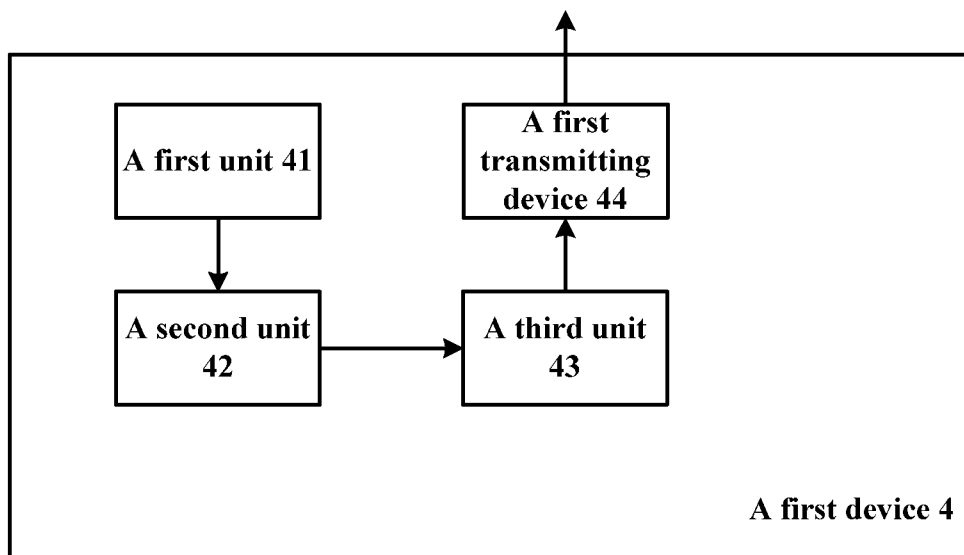 A first unit 41
A first
transmitting
device 44
A second unit
42
A third unit
43
A first device 4